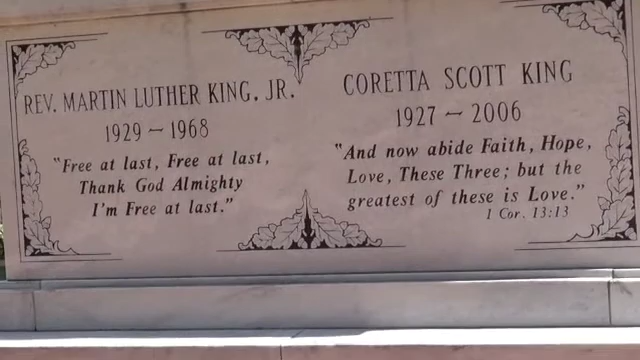 REV. MARTIN LUTHER KING, JR.
1929 ~ 1968
"Free at last, Free at last,
Thank God Almighty
I'm Free at last."
CORETTA SCOTT KING
1927 ~ 2006
"And now abide Faith, Hope,
Love, These Three; but the
greatest of these is Love."
1 Cor. 13:13